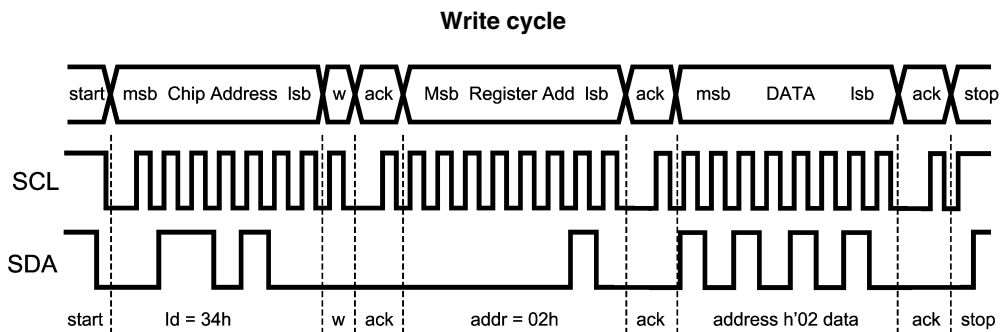 Write cycle
start msb Chip Address lsb w ack Msb Register Add lsb ack msb DATA lsb ack stop
SCL
SDA
start Id = 34h w ack addr = 02h ack address h'02 data ack stop